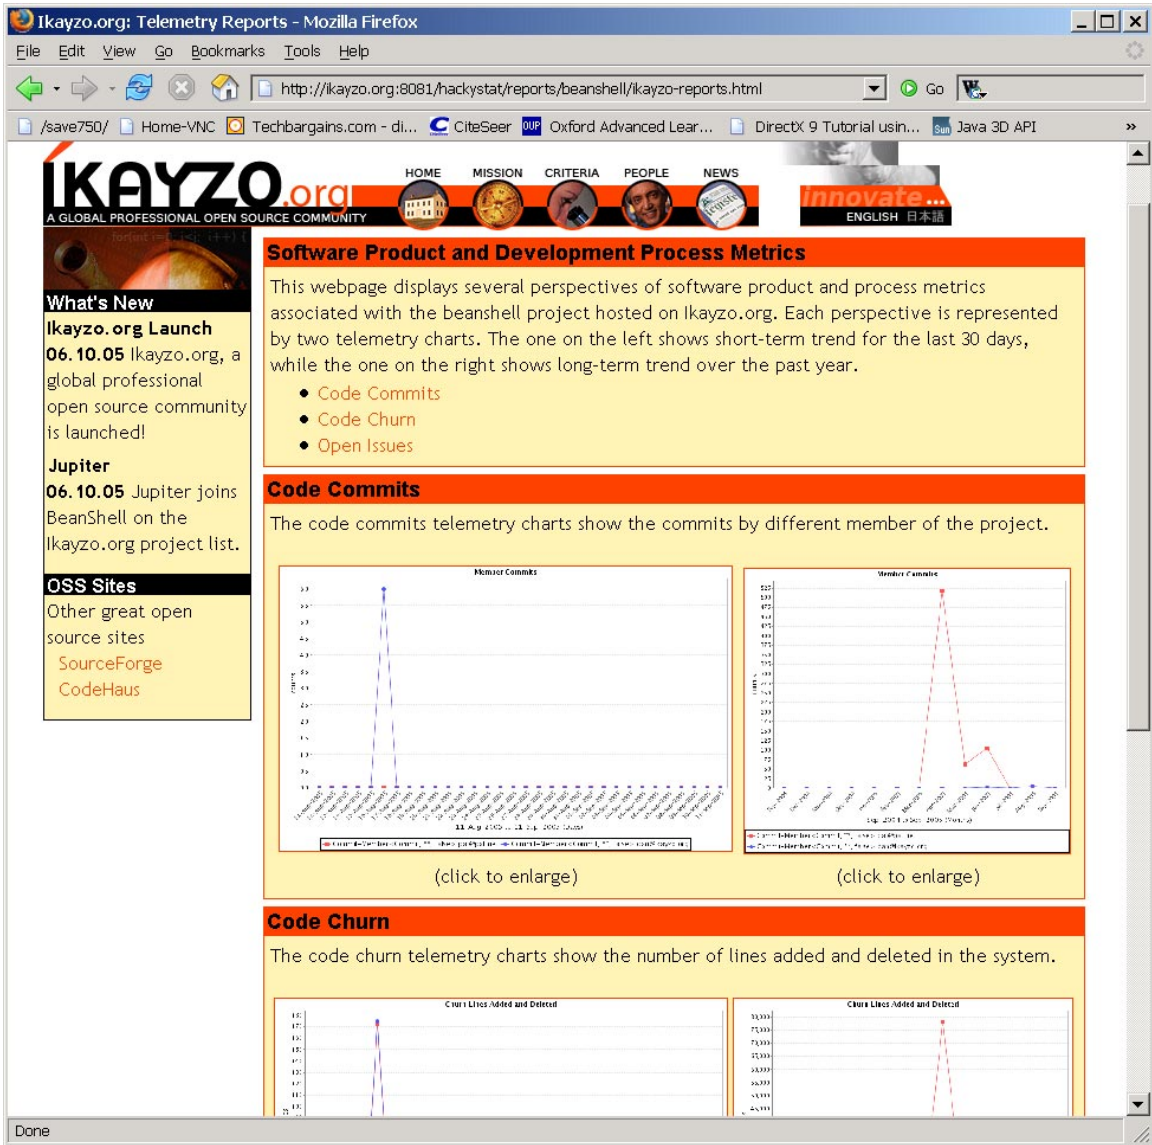 Ikayzo.org: Telemetry Reports - Mozilla Firefox
File Edit View Go Bookmarks Tools Help
http://ikayzo.org:8081/hackystat/reports/beanshell/ikayzo-reports.html Go
/save750/ Home-VNC Techbargains.com - di... CiteSeer OUP Oxford Advanced Lear... DirectX 9 Tutorial usin... Sun Java 3D API »
IKAYZO.org
A GLOBAL PROFESSIONAL OPEN SOURCE COMMUNITY
HOME MISSION CRITERIA PEOPLE NEWS
innovate...
ENGLISH 日本語
What's New
Ikayzo.org Launch
06.10.05 Ikayzo.org, a
global professional
open source community
is launched!
Jupiter
06.10.05 Jupiter joins
BeanShell on the
Ikayzo.org project list.
OSS Sites
Other great open
source sites
SourceForge
CodeHaus
Software Product and Development Process Metrics
This webpage displays several perspectives of software product and process metrics
associated with the beanshell project hosted on Ikayzo.org. Each perspective is represented
by two telemetry charts. The one on the left shows short-term trend for the last 30 days,
while the one on the right shows long-term trend over the past year.
• Code Commits
• Code Churn
• Open Issues
Code Commits
The code commits telemetry charts show the commits by different member of the project.
Member Commits
Member Commits
(click to enlarge)
(click to enlarge)
Code Churn
The code churn telemetry charts show the number of lines added and deleted in the system.
Churn Lines Added and Deleted
Churn Lines Added and Deleted
Done